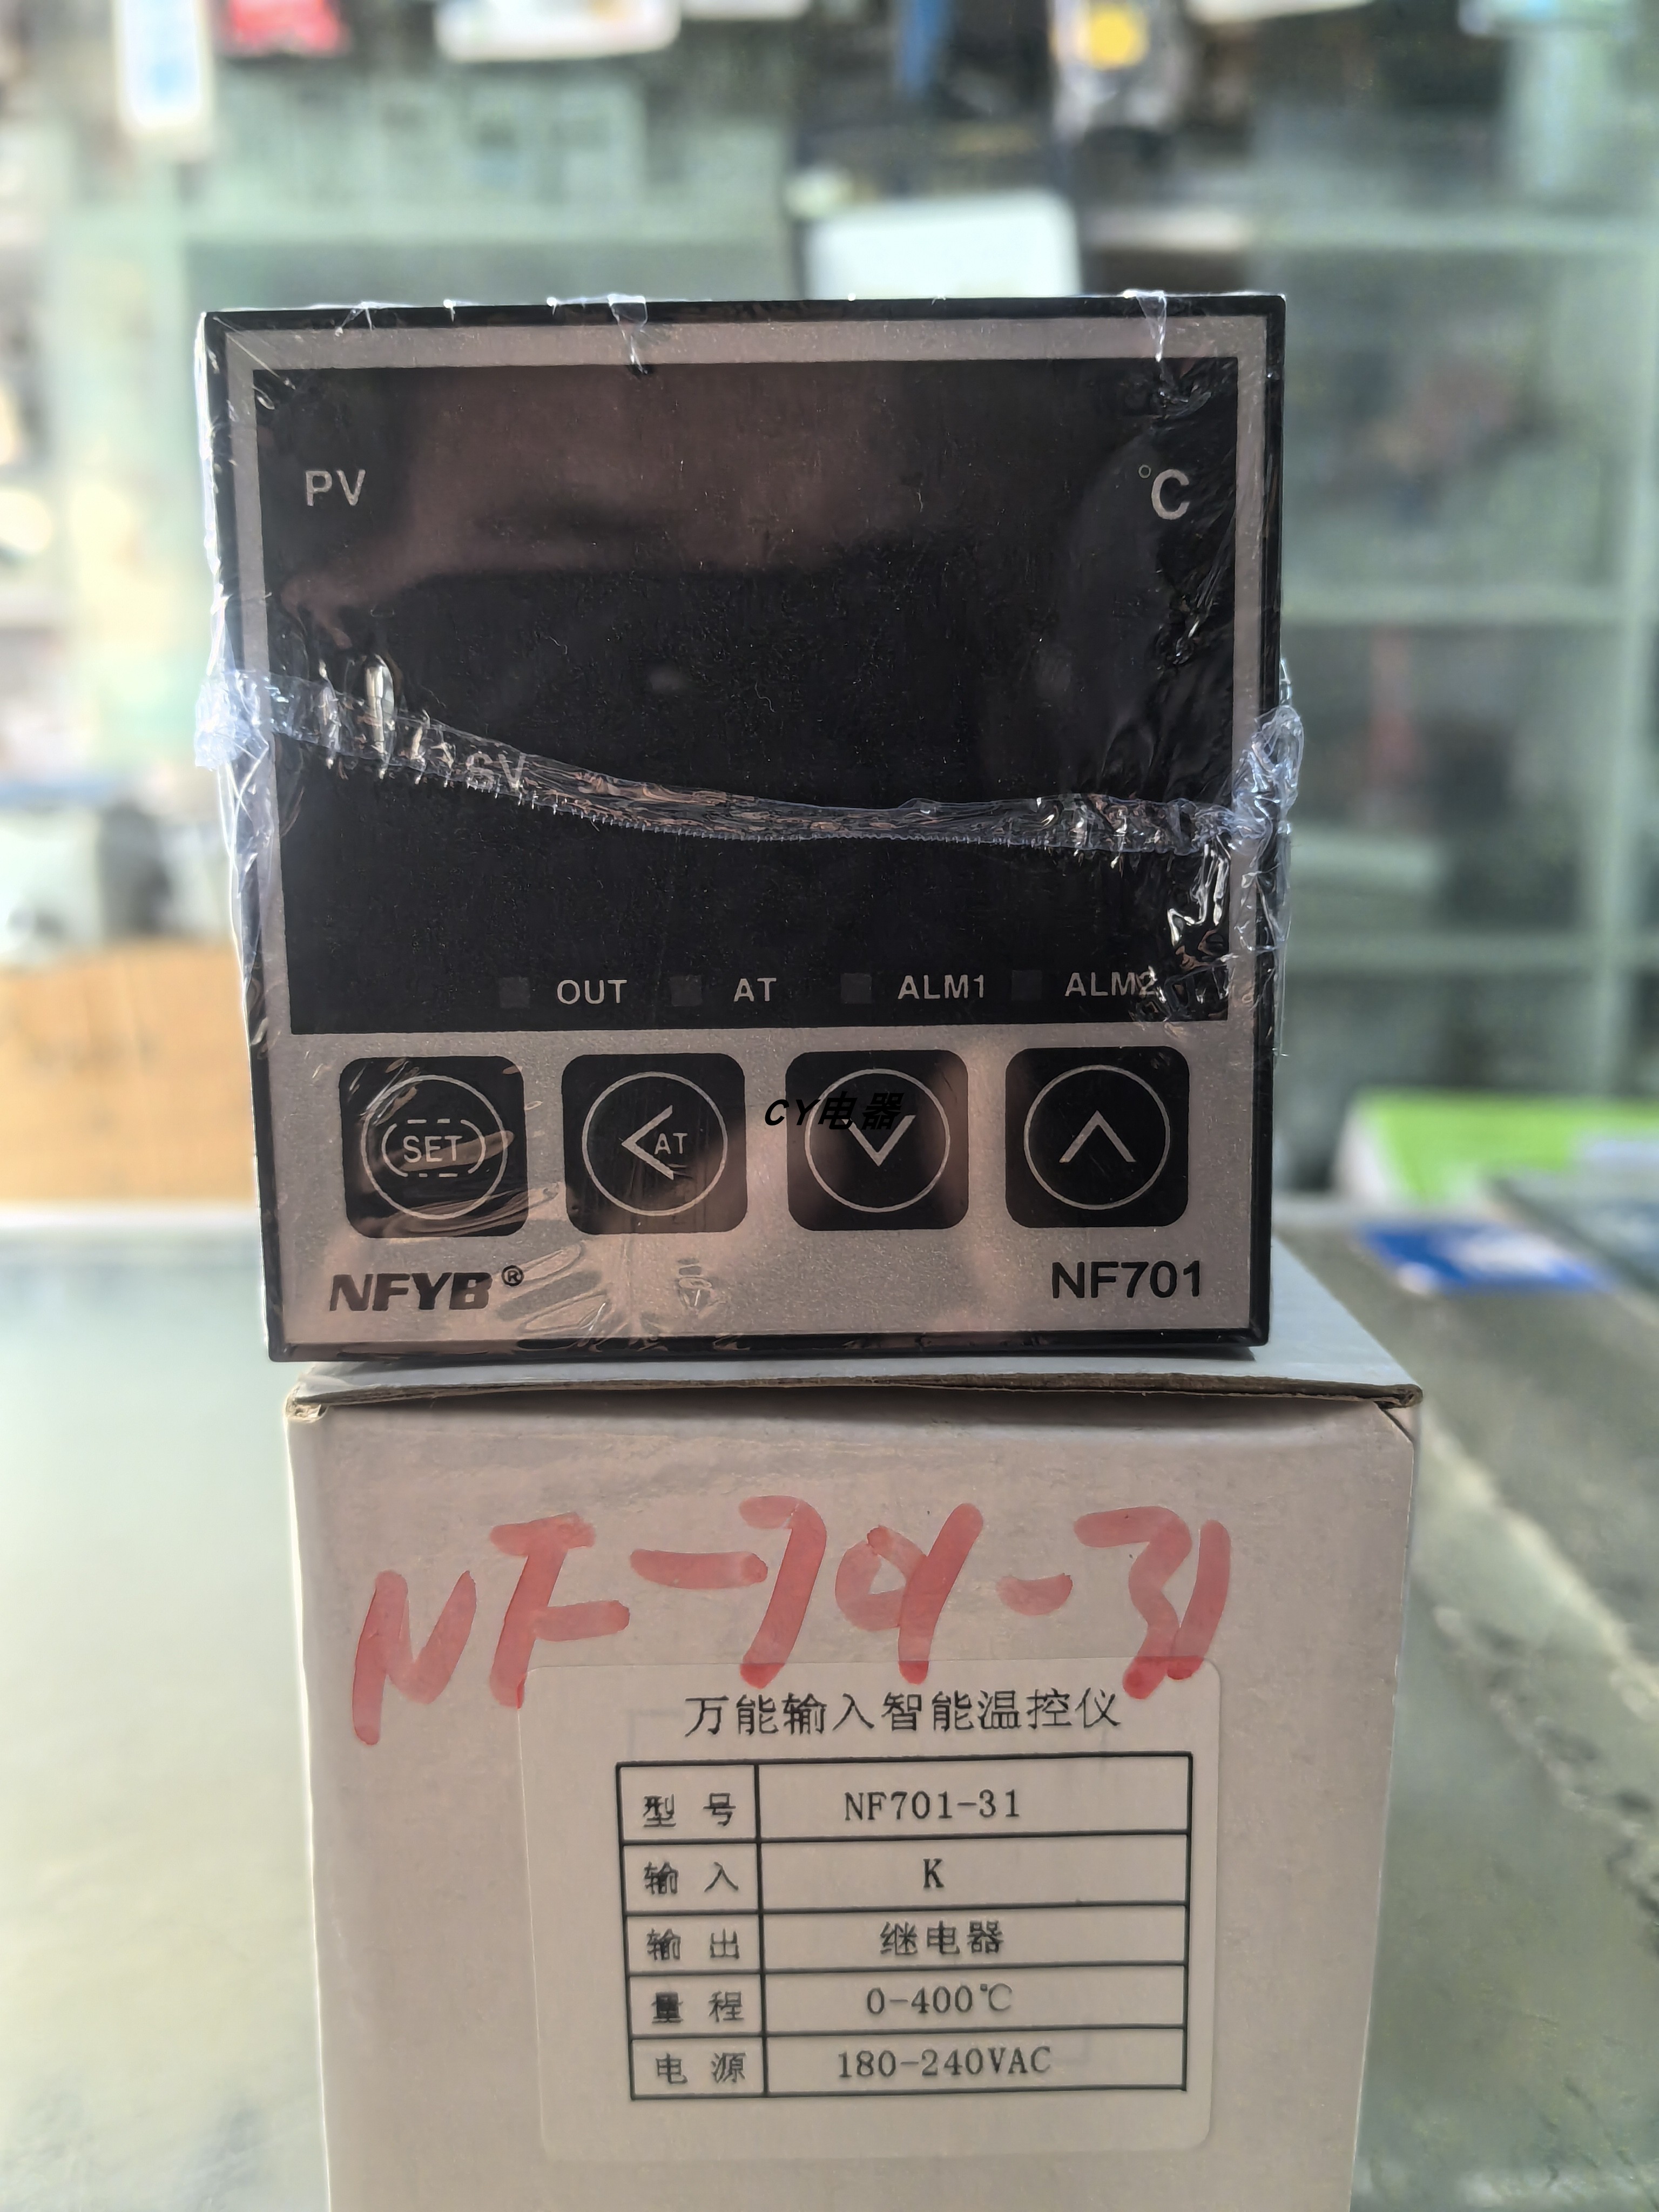 PV
℃
SV
OUT AT ALM1 ALM2
SET AT
CY电器
NFYB® NF701
NF-701-31
万能输入智能温控仪
型号 NF701-31
输入 K
输出 继电器
量程 0-400℃
电源 180-240VAC